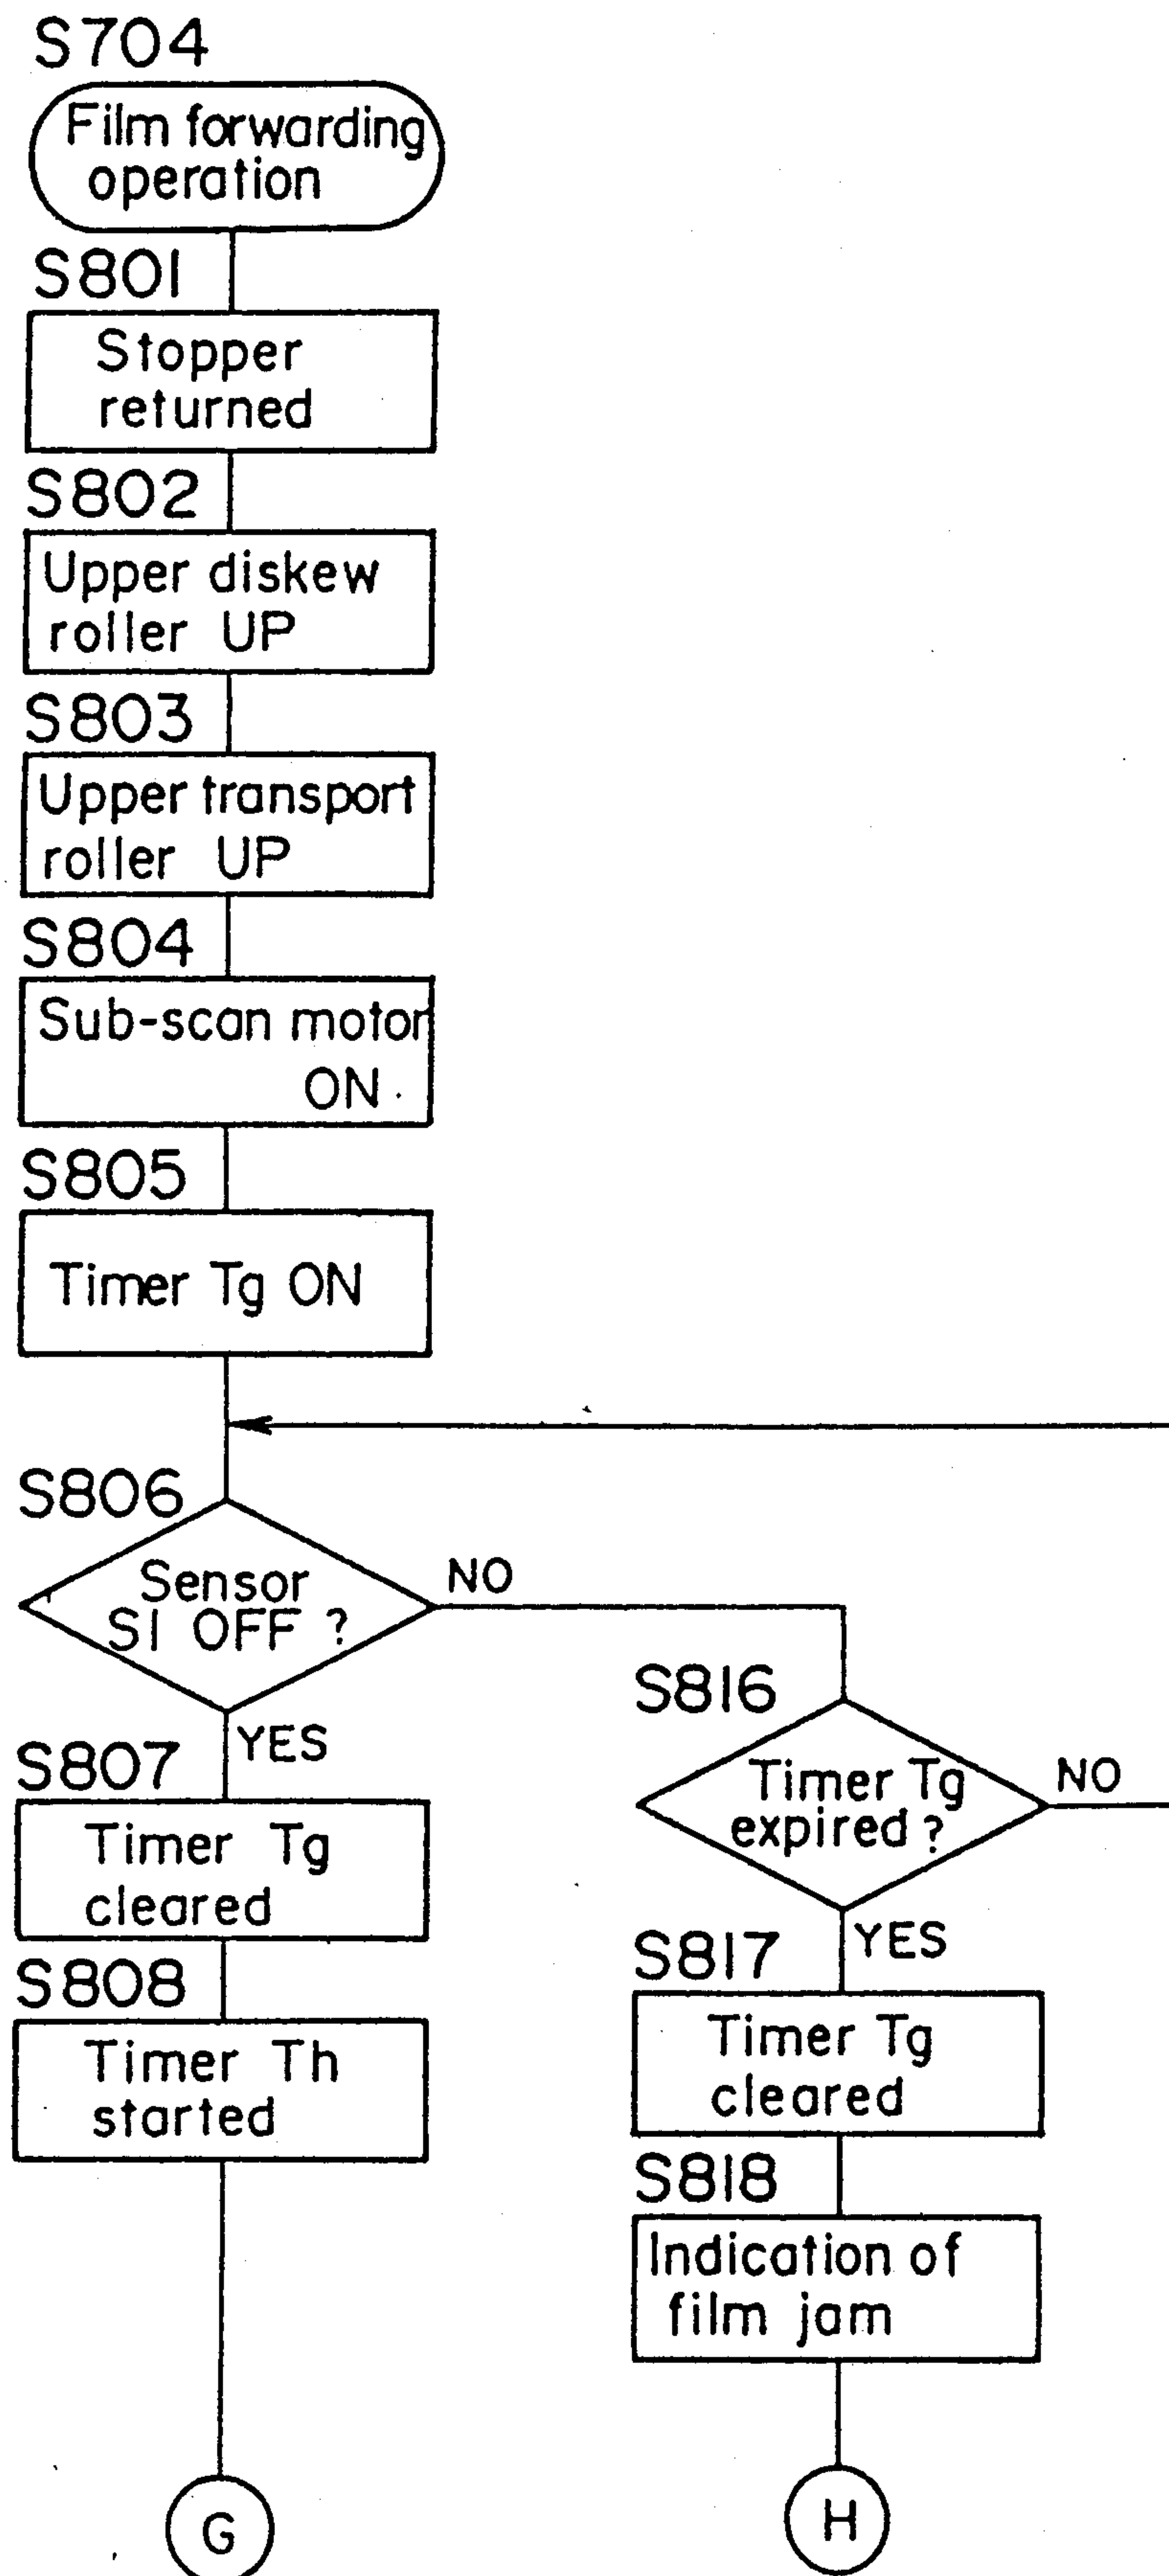 S704
Film forwarding
operation
S801
Stopper
returned
S802
Upper diskew
roller UP
S803
Upper transport
roller UP
S804
Sub-scan motor
ON
S805
Timer Tg ON
S806
Sensor
S1 OFF ?
NO
YES
S807
Timer Tg
cleared
S808
Timer Th
started
G
S816
Timer Tg
expired ?
NO
YES
S817
Timer Tg
cleared
S818
Indication of
film jam
H